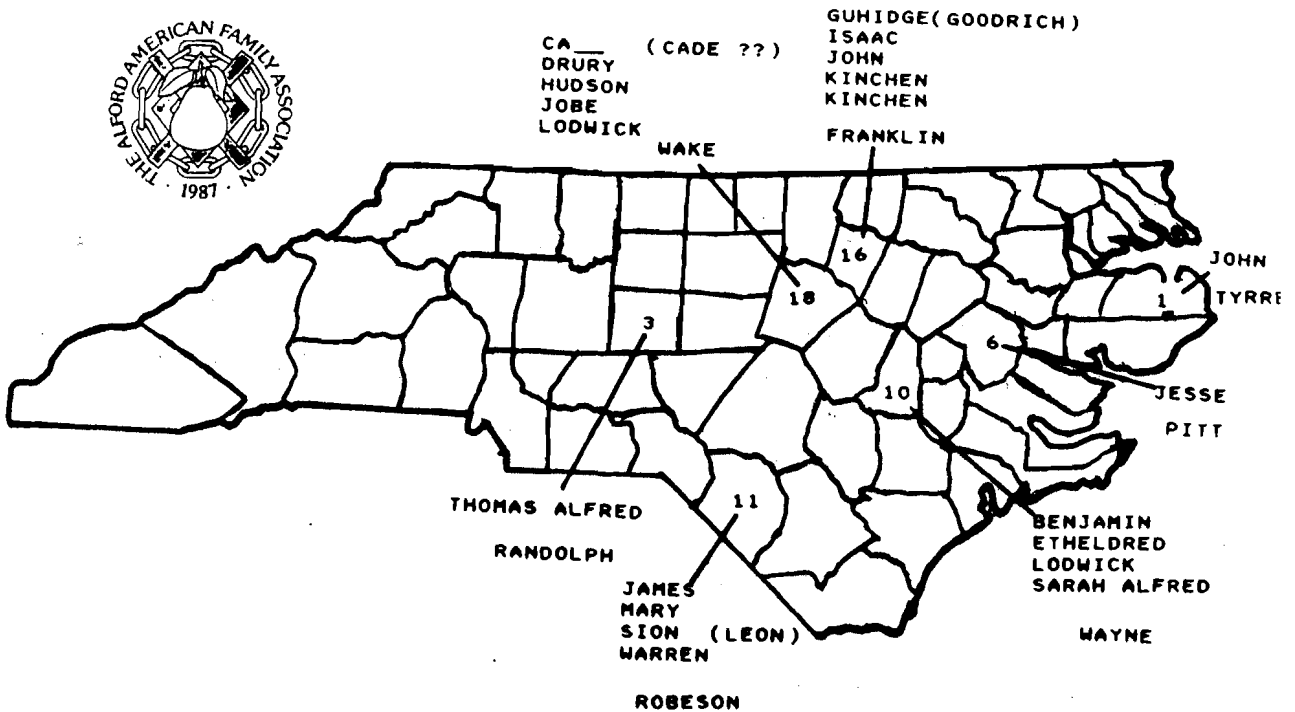 THE ALFORD AMERICAN FAMILY ASSOCIATION
· 1987 ·
CA__ (CADE ??)
DRURY
HUDSON
JOBE
LODWICK
WAKE
GUHIDGE(GOODRICH)
ISAAC
JOHN
KINCHEN
KINCHEN
FRANKLIN
16
18
3
1
JOHN
TYRRE
6
JESSE
PITT
10
11
THOMAS ALFRED
RANDOLPH
BENJAMIN
ETHELDRED
LODWICK
SARAH ALFRED
WAYNE
JAMES
MARY
SION (LEON)
WARREN
ROBESON